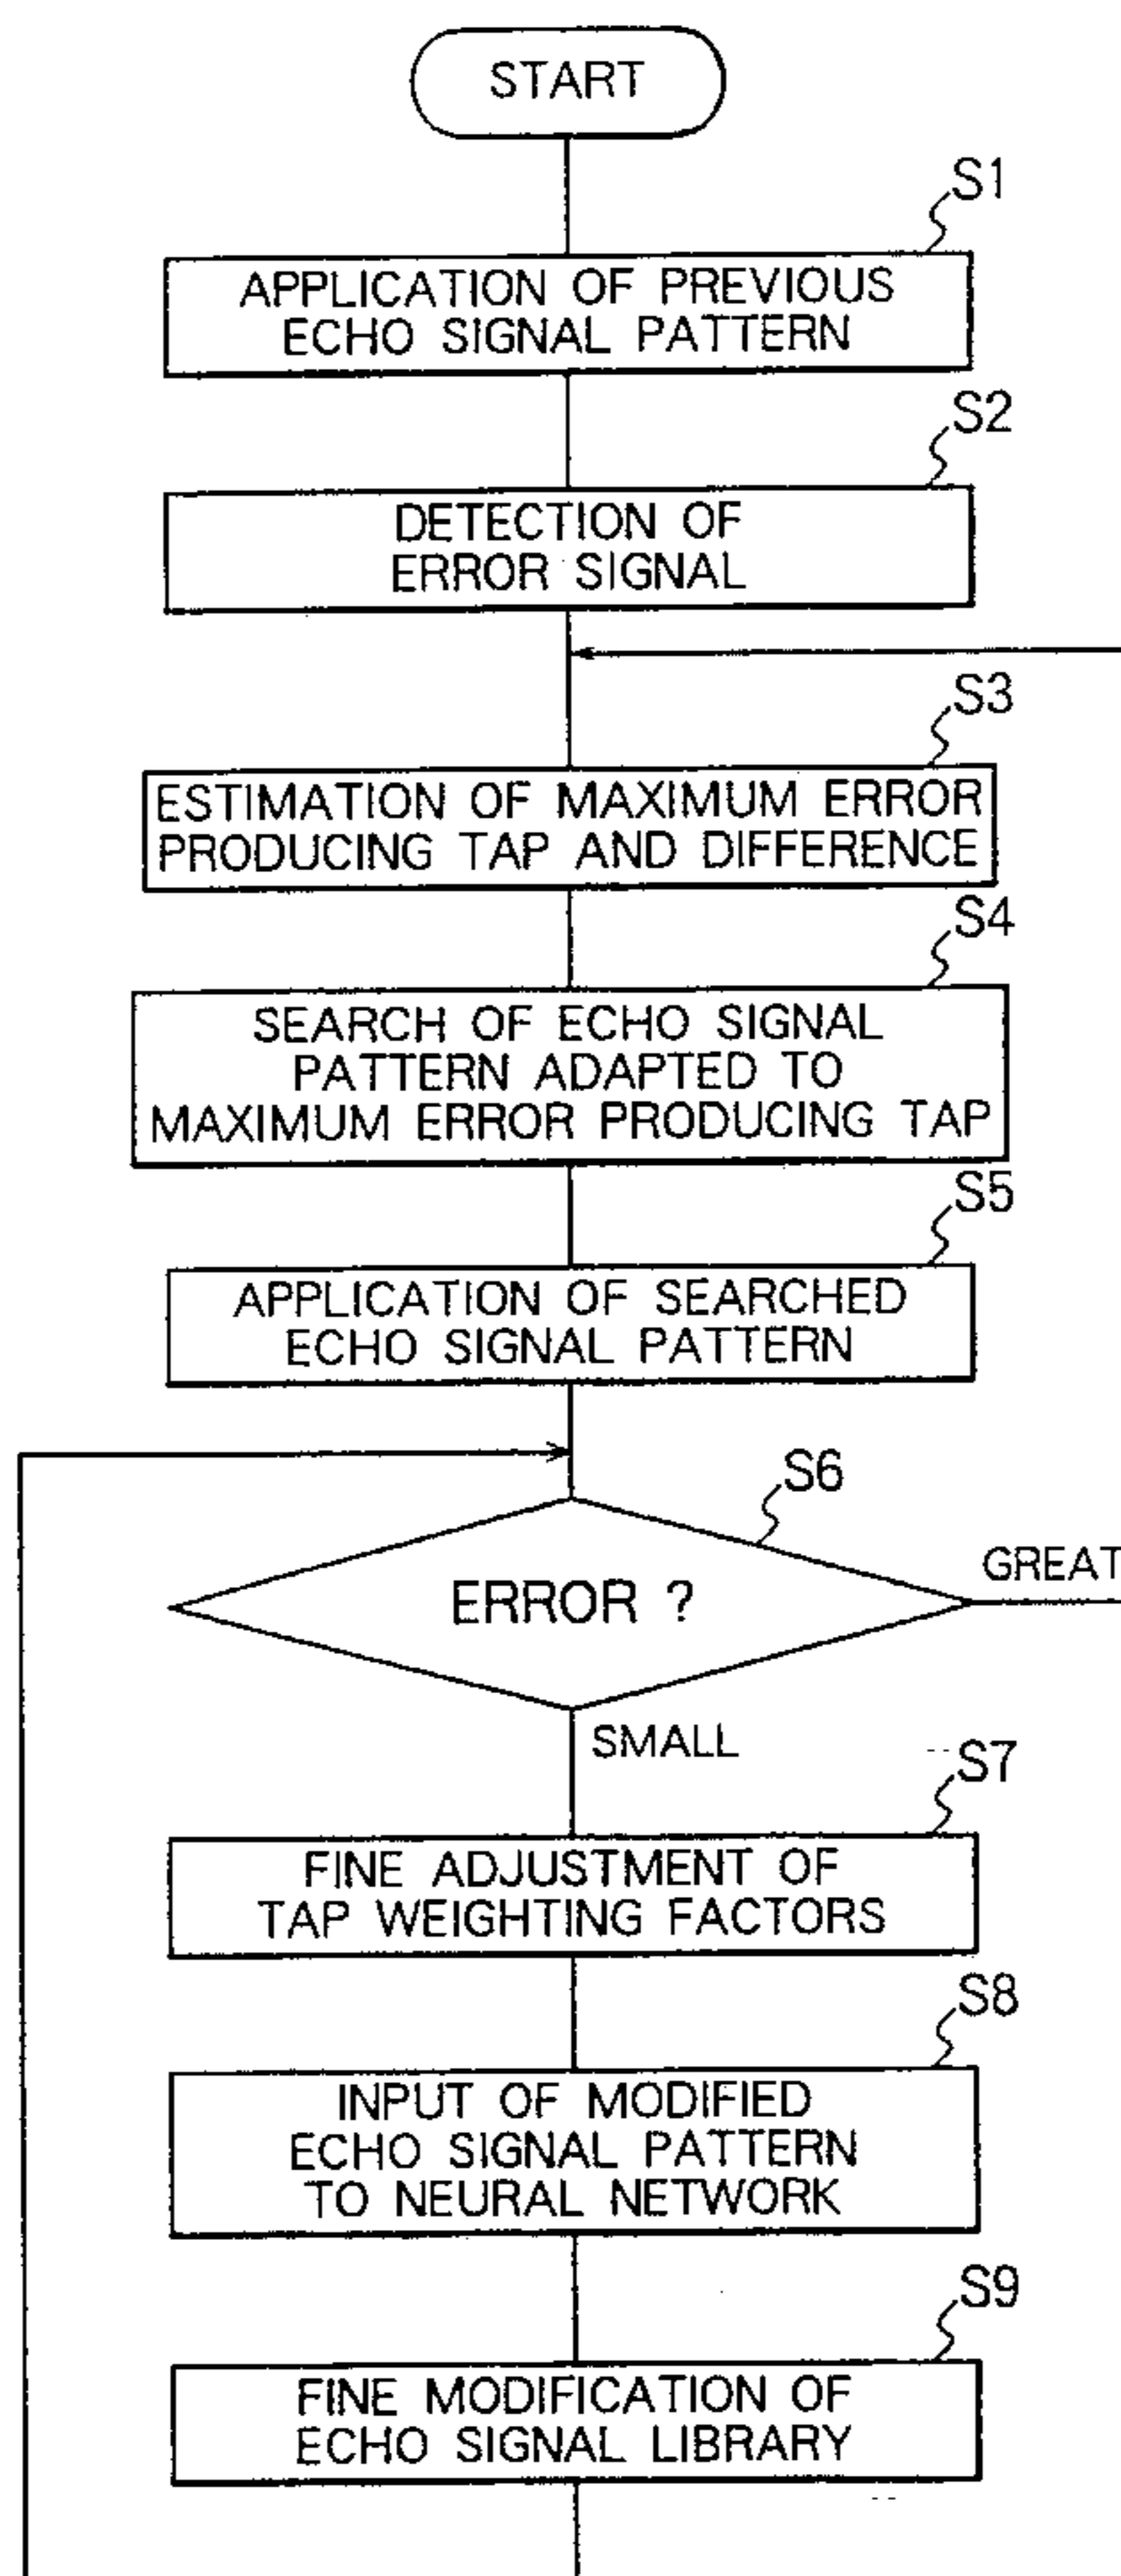 START
S1
APPLICATION OF PREVIOUS
ECHO SIGNAL PATTERN
S2
DETECTION OF
ERROR SIGNAL
S3
ESTIMATION OF MAXIMUM ERROR
PRODUCING TAP AND DIFFERENCE
S4
SEARCH OF ECHO SIGNAL
PATTERN ADAPTED TO
MAXIMUM ERROR PRODUCING TAP
S5
APPLICATION OF SEARCHED
ECHO SIGNAL PATTERN
S6
ERROR ?
GREAT
SMALL
S7
FINE ADJUSTMENT OF
TAP WEIGHTING FACTORS
S8
INPUT OF MODIFIED
ECHO SIGNAL PATTERN
TO NEURAL NETWORK
S9
FINE MODIFICATION OF
ECHO SIGNAL LIBRARY